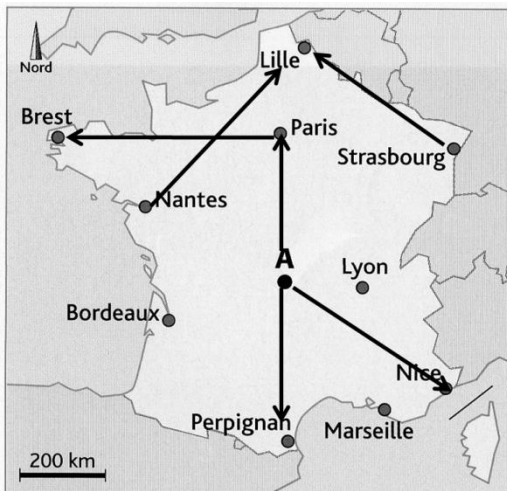 Nord
Lille
Brest
Paris
Strasbourg
Nantes
A
Lyon
Bordeaux
Nice
Perpignan
Marseille
200 km